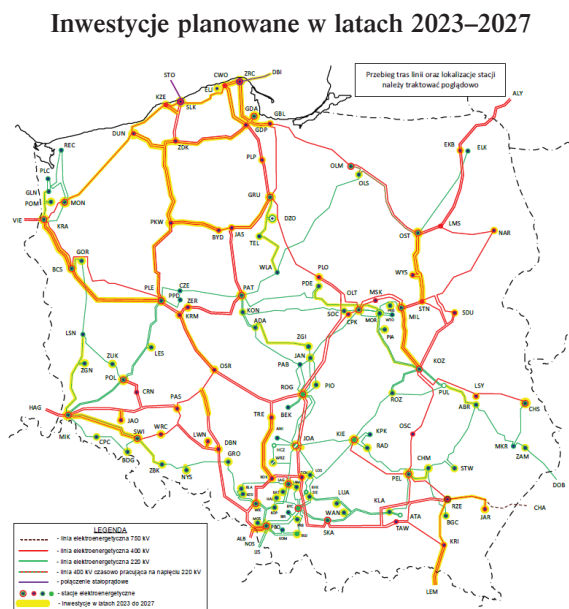 Inwestycje planowane w latach 2023–2027
Przebieg tras linii oraz lokalizacje stacji
należy traktować poglądowo
STO
CWO
ZRC
DBI
ELJ
KZE
SLK
GDA
GBL
GDP
ALY
DUN
ZDK
REC
PLC
GLN
POM
MON
PLP
OLM
OLS
EKB
ELK
GRU
VIE
KRA
PKW
DZO
BYD
JAS
TEL
OST
LMS
NAR
GOR
BCS
WLA
WYS
PLE
CZE
PPD
ZER
KRM
PAT
KON
PDE
PLO
OLT
MSK
SOC
CPK
MOR
MIL
STN
SDU
PIA
LSN
ADA
ZGI
JAN
ZGN
ZUK
LES
POL
OSR
PAB
PIO
KOZ
ROG
BEK
ROZ
PUL
LSY
ABR
CHS
CRN
PAS
HAG
MIK
JAO
TRE
CPC
SWI
WRC
LWN
DBN
BOG
ZBK
NYS
GRO
JOA
HCZ
WRZ
KIE
KPK
RAD
OSC
MKR
ZAM
DOB
CHM
STW
PEL
LUA
WAN
KLA
ATA
SKA
TAW
RZE
BGC
JAR
CHA
KRI
LEM
ALB
NOS
LIS
LEGENDA
- linia elektroenergetyczna 750 kV
- linia elektroenergetyczna 400 kV
- linia elektroenergetyczna 220 kV
- linia 400 kV czasowo pracująca na napięciu 220 kV
- połączenie stałoprądowe
- stacje elektroenergetyczne
- Inwestycje w latach 2023 do 2027